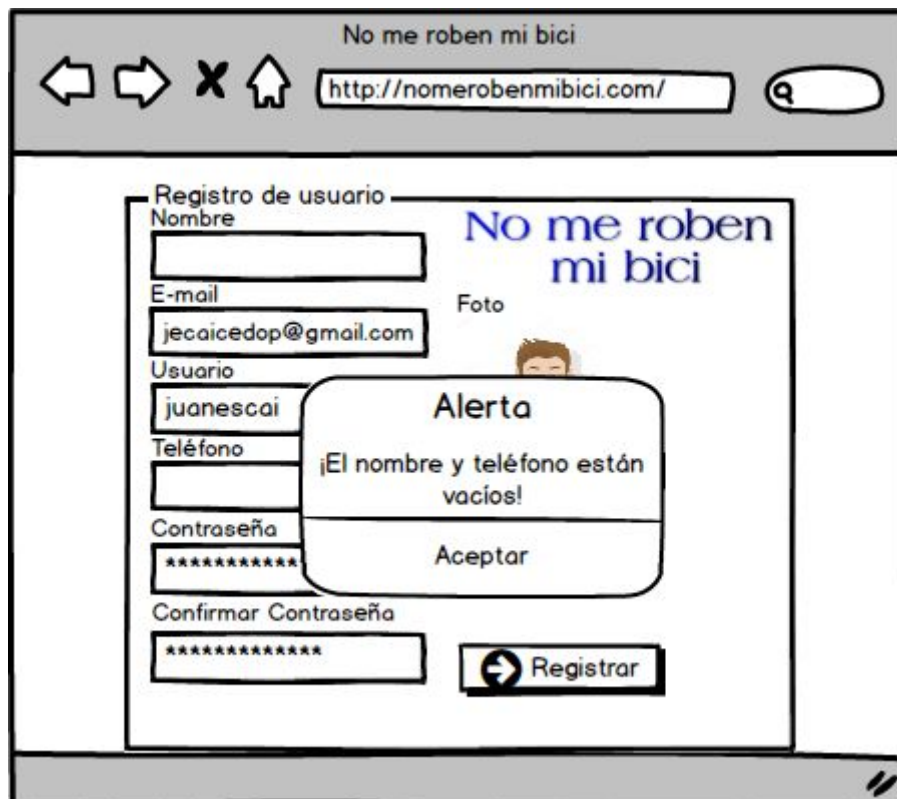 No me roben mi bici
http://nomerobenmibici.com/
Registro de usuario
Nombre
No me roben
mi bici
E-mail
jecaicedop@gmail.com
Foto
Usuario
juanescai
Teléfono
Alerta
¡El nombre y teléfono están
vacíos!
Aceptar
Contraseña
***********
Confirmar Contraseña
*************
Registrar